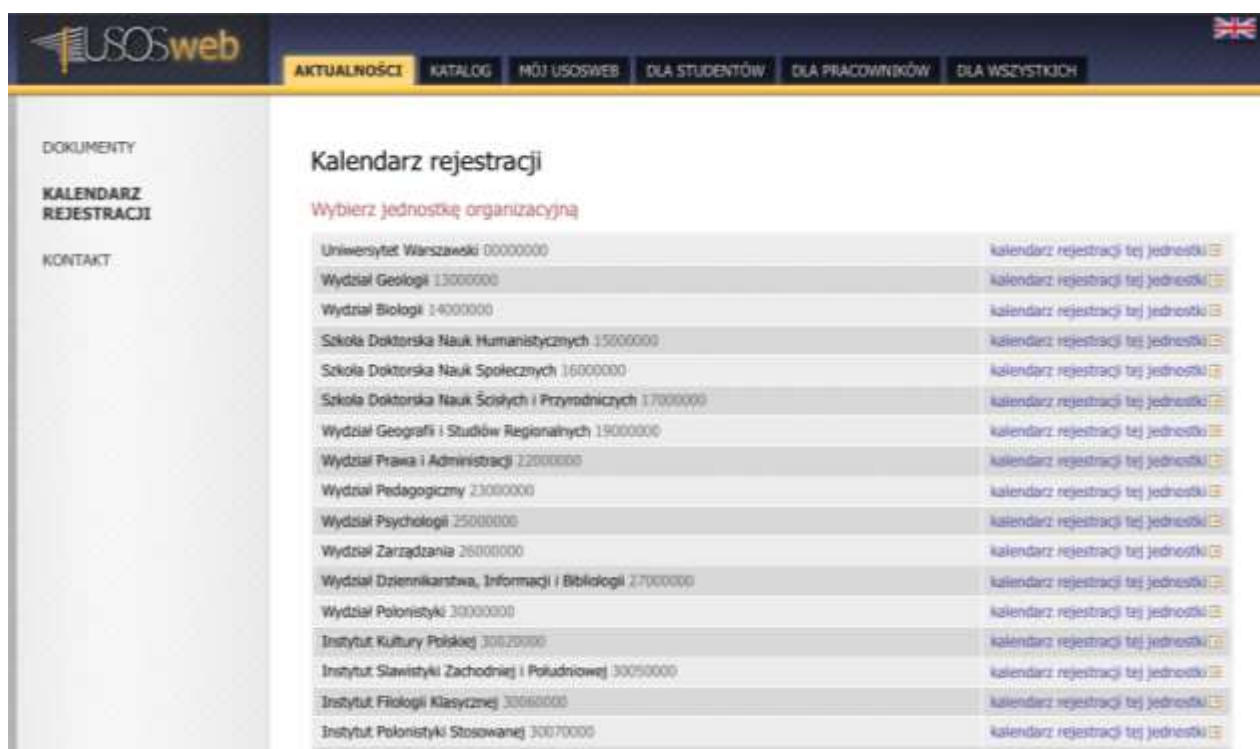 USOSweb
AKTUALNOŚCI KATALOG MÓJ USOSWEB DLA STUDENTÓW DLA PRACOWNIKÓW DLA WSZYSTKICH
DOKUMENTY
KALENDARZ
REJESTRACJI
KONTAKT
Kalendarz rejestracji
Wybierz jednostkę organizacyjną
Uniwersytet Warszawski 00000000 kalendarz rejestracji tej jednostki
Wydział Geologii 13000000 kalendarz rejestracji tej jednostki
Wydział Biologii 14000000 kalendarz rejestracji tej jednostki
Szkoła Doktorska Nauk Humanistycznych 15000000 kalendarz rejestracji tej jednostki
Szkoła Doktorska Nauk Społecznych 16000000 kalendarz rejestracji tej jednostki
Szkoła Doktorska Nauk Ścisłych i Przyrodniczych 17000000 kalendarz rejestracji tej jednostki
Wydział Geografii i Studiów Regionalnych 19000000 kalendarz rejestracji tej jednostki
Wydział Prawa i Administracji 22000000 kalendarz rejestracji tej jednostki
Wydział Pedagogiczny 23000000 kalendarz rejestracji tej jednostki
Wydział Psychologii 25000000 kalendarz rejestracji tej jednostki
Wydział Zarządzania 26000000 kalendarz rejestracji tej jednostki
Wydział Dziennikarstwa, Informacji i Bibliologii 27000000 kalendarz rejestracji tej jednostki
Wydział Polonistyki 30000000 kalendarz rejestracji tej jednostki
Instytut Kultury Polskiej 30020000 kalendarz rejestracji tej jednostki
Instytut Slawistyki Zachodniej i Południowej 30050000 kalendarz rejestracji tej jednostki
Instytut Filologii Klasycznej 30060000 kalendarz rejestracji tej jednostki
Instytut Polonistyki Stosowanej 30070000 kalendarz rejestracji tej jednostki